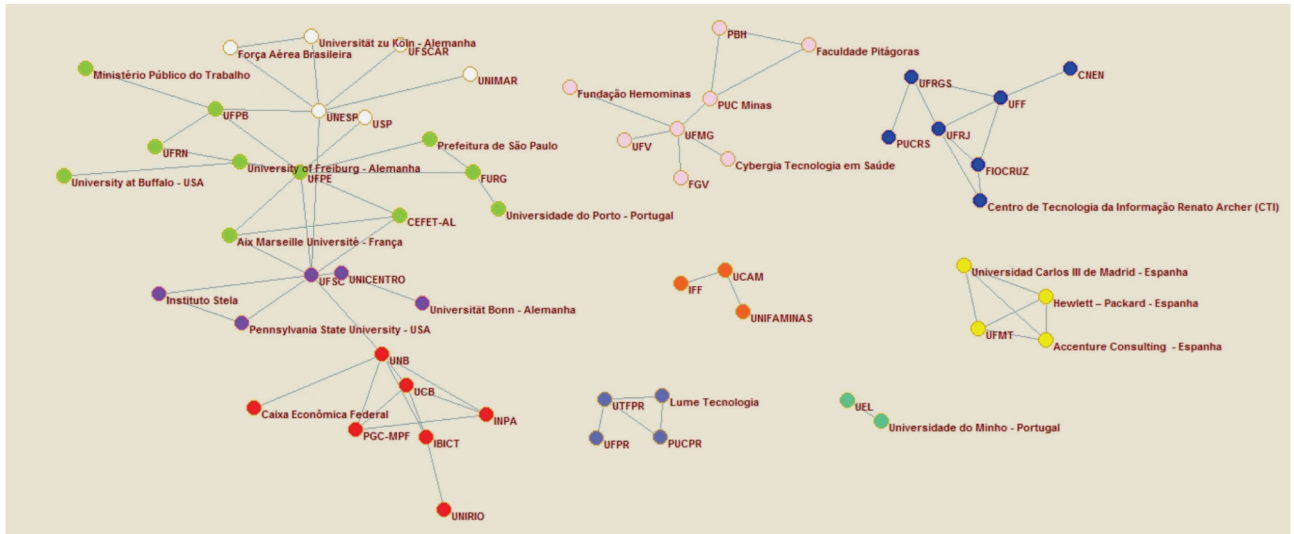 Universität zu Köln - Alemanha
Força Aérea Brasileira
UFSCAR
Ministério Público do Trabalho
UNIMAR
UFPB
UNESP
USP
UFRN
Prefeitura de São Paulo
University of Freiburg - Alemanha
University at Buffalo - USA
UFPE
FURG
Universidade do Porto - Portugal
CEFET-AL
Aix Marseille Université - França
UFSC
UNICENTRO
Instituto Stela
Universität Bonn - Alemanha
Pennsylvania State University - USA
UNB
UCB
Caixa Econômica Federal
INPA
PGC-MPF
IBICT
UNIRIO
PBH
Faculdade Pitágoras
Fundação Hemominas
PUC Minas
UFMG
UFV
Cybergia Tecnologia em Saúde
FGV
CNEN
UFRGS
UFF
UFRJ
PUCRS
FIOCRUZ
Centro de Tecnologia da Informação Renato Archer (CTI)
UCAM
IFF
UNIFAMINAS
Universidad Carlos III de Madrid - Espanha
Hewlett – Packard - Espanha
UFMT
Accenture Consulting - Espanha
UTFPR
Lume Tecnologia
UFPR
PUCPR
UEL
Universidade do Minho - Portugal